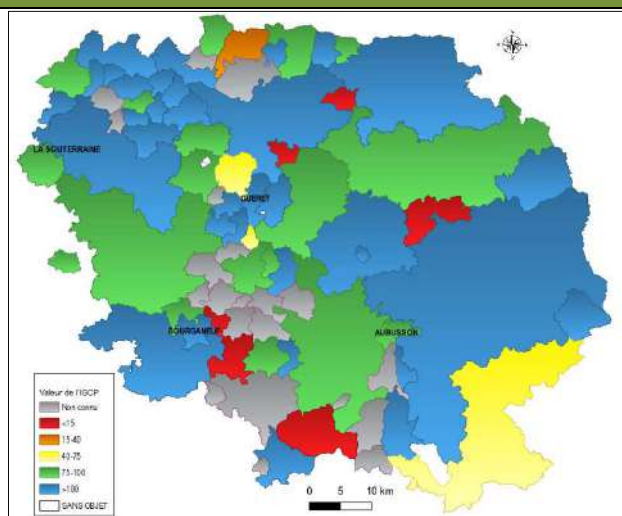 LA SOUTERRAINE
GUERET
BOURGANEUF
AUBUSSON
Valeur de l'IGCP
Non connu
<15
15-40
40-75
75-100
>100
SANS OBJET
0 5 10 km